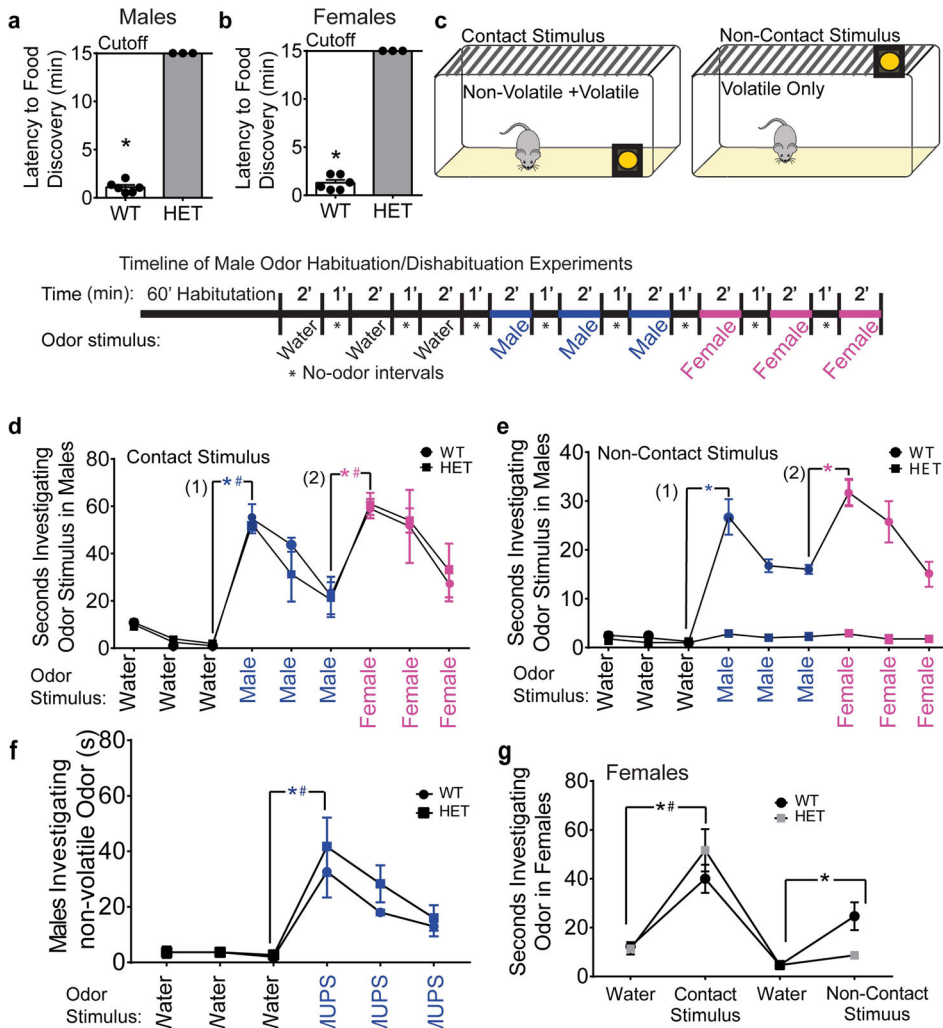 a Males
Cutoff
15
10
5
0
Latency to Food
Discovery (min)
*
WT HET
b Females
Cutoff
15
10
5
0
Latency to Food
Discovery (min)
*
WT HET
c
Contact Stimulus
Non-Volatile +Volatile
Non-Contact Stimulus
Volatile Only
Timeline of Male Odor Habituation/Dishabituation Experiments
Time (min): 60' Habitutation 2' 1' 2' 1' 2' 1' 2' 1' 2' 1' 2' 1' 2' 1' 2' 1' 2'
Odor stimulus: Water * Water * Water * Male * Male * Male * Female * Female * Female
* No-odor intervals
d
Contact Stimulus
WT
HET
Seconds Investigating
Odor Stimulus in Males
80
60
40
20
0
(1) *#
(2) *#
Odor
Stimulus:
Water Water Water Male Male Male Female Female Female
e
Non-Contact Stimulus
WT
HET
Seconds Investigating
Odor Stimulus in Males
40
30
20
10
0
(1) *
(2) *
Odor
Stimulus:
Water Water Water Male Male Male Female Female Female
f
Males Investigating
non-volatile Odor (s)
80
60
40
20
0
*#
WT
HET
Odor
Stimulus:
Water Water Water MUPS MUPS MUPS
g Females
Seconds Investigating
Odor in Females
80
60
40
20
0
*#
*
WT
HET
Water Contact Stimulus Water Non-Contact Stimuus